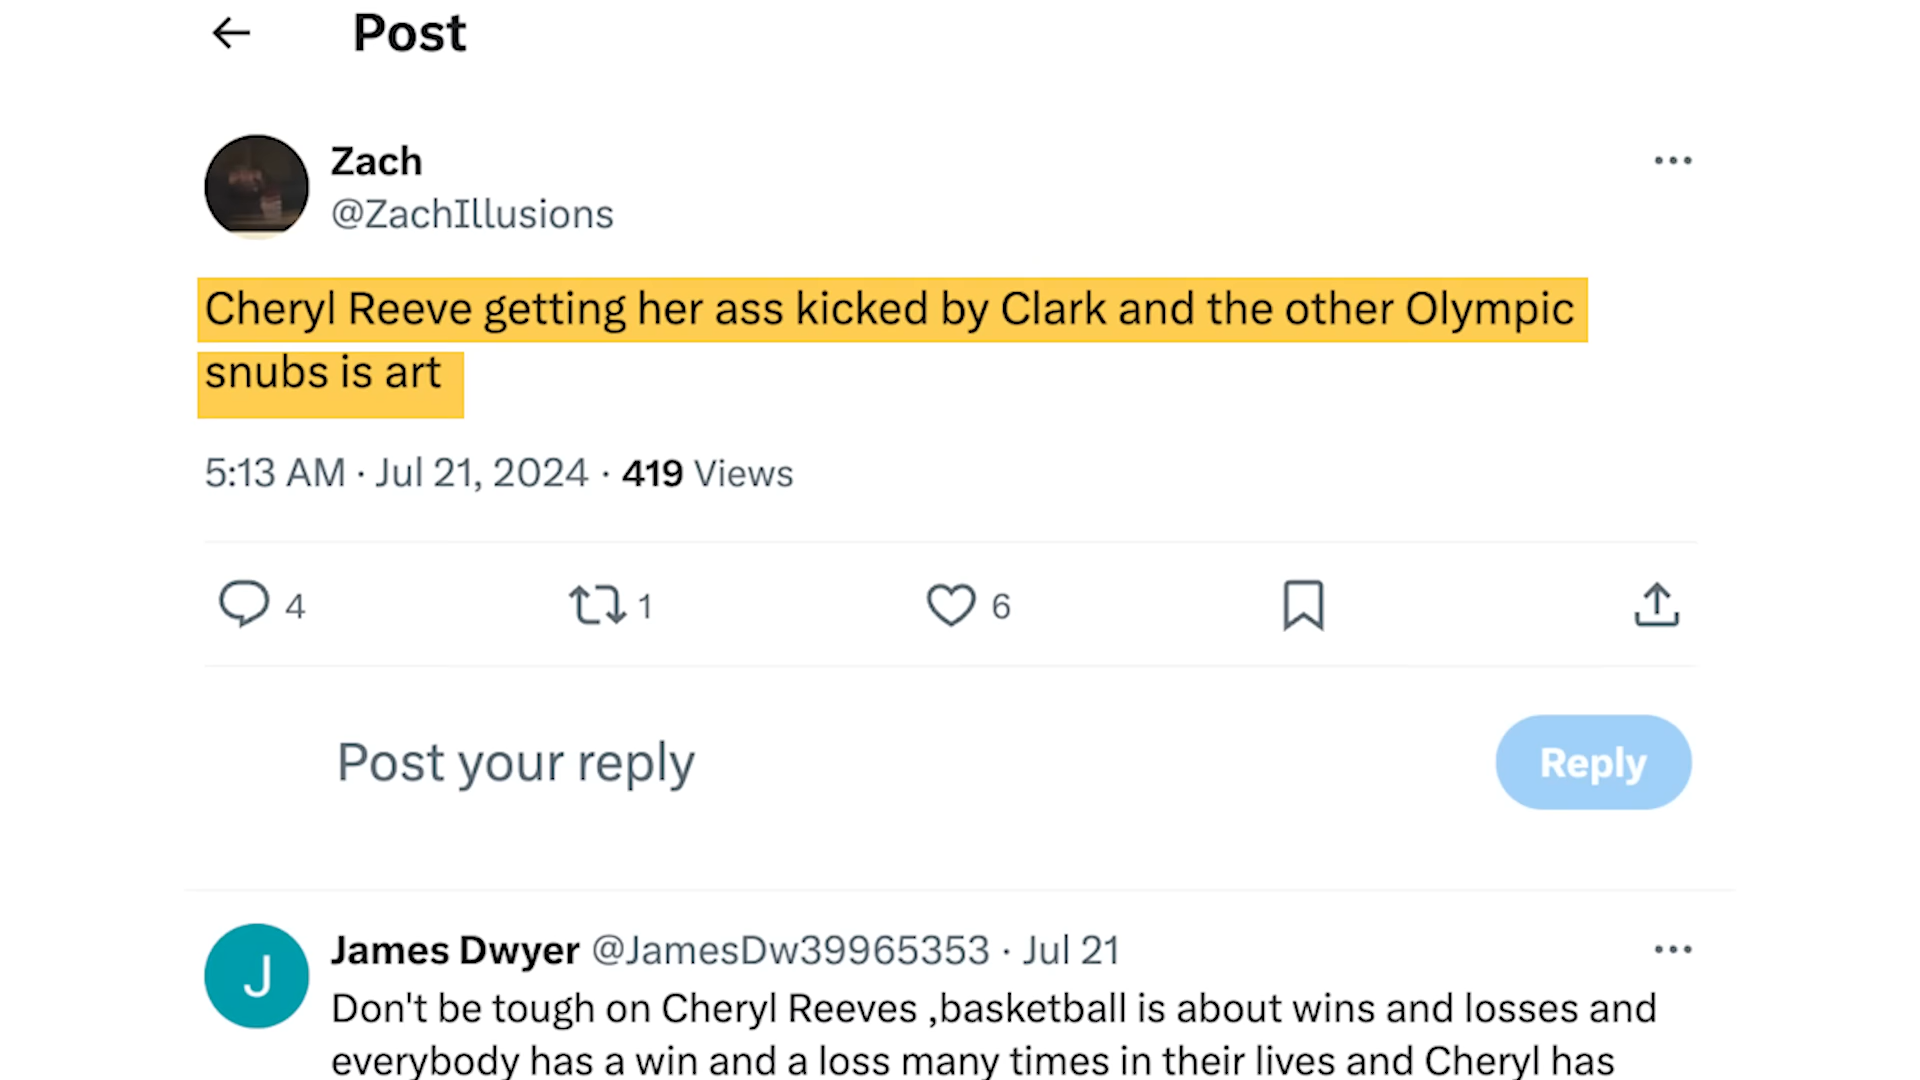 Post
Zach
@ZachIllusions
Cheryl Reeve getting her ass kicked by Clark and the other Olympic
snubs is art
5:13 AM · Jul 21, 2024 · 419 Views
4 1 6
Post your reply
Reply
J
James Dwyer @JamesDw39965353 · Jul 21
Don't be tough on Cheryl Reeves ,basketball is about wins and losses and
everybody has a win and a loss many times in their lives and Cheryl has